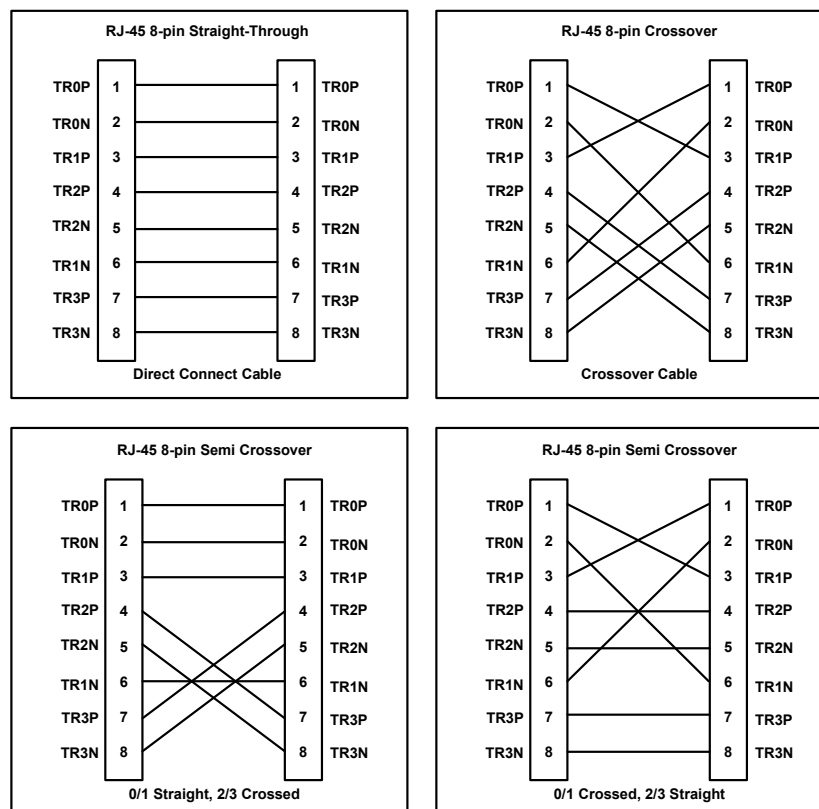 RJ-45 8-pin Straight-Through
TR0P 1 1 TR0P
TR0N 2 2 TR0N
TR1P 3 3 TR1P
TR2P 4 4 TR2P
TR2N 5 5 TR2N
TR1N 6 6 TR1N
TR3P 7 7 TR3P
TR3N 8 8 TR3N
Direct Connect Cable
RJ-45 8-pin Crossover
TR0P 1 1 TR0P
TR0N 2 2 TR0N
TR1P 3 3 TR1P
TR2P 4 4 TR2P
TR2N 5 5 TR2N
TR1N 6 6 TR1N
TR3P 7 7 TR3P
TR3N 8 8 TR3N
Crossover Cable
RJ-45 8-pin Semi Crossover
TR0P 1 1 TR0P
TR0N 2 2 TR0N
TR1P 3 3 TR1P
TR2P 4 4 TR2P
TR2N 5 5 TR2N
TR1N 6 6 TR1N
TR3P 7 7 TR3P
TR3N 8 8 TR3N
0/1 Straight, 2/3 Crossed
RJ-45 8-pin Semi Crossover
TR0P 1 1 TR0P
TR0N 2 2 TR0N
TR1P 3 3 TR1P
TR2P 4 4 TR2P
TR2N 5 5 TR2N
TR1N 6 6 TR1N
TR3P 7 7 TR3P
TR3N 8 8 TR3N
0/1 Crossed, 2/3 Straight